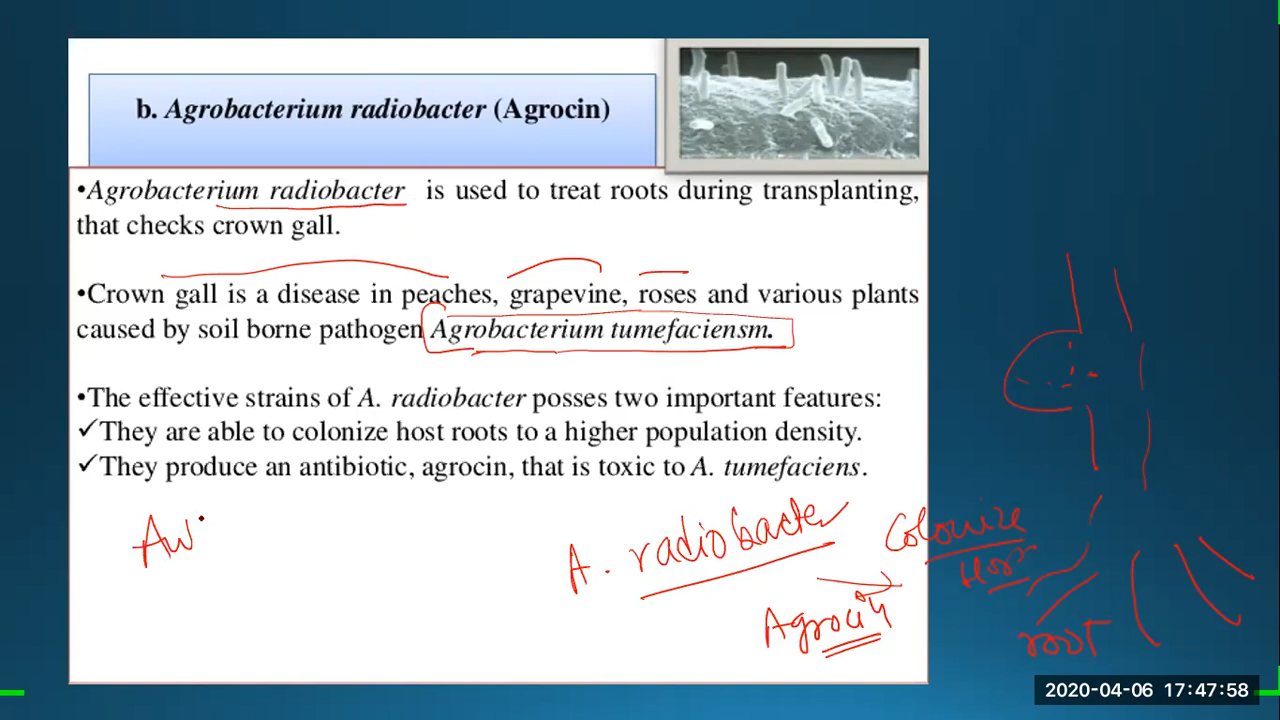 b. Agrobacterium radiobacter (Agrocin)
•Agrobacterium radiobacter is used to treat roots during transplanting,
that checks crown gall.
•Crown gall is a disease in peaches, grapevine, roses and various plants
caused by soil borne pathogen Agrobacterium tumefaciensm.
•The effective strains of A. radiobacter posses two important features:
✓They are able to colonize host roots to a higher population density.
✓They produce an antibiotic, agrocin, that is toxic to A. tumefaciens.
A. radiobacter
Colonize
Host
root
Agrocin
2020-04-06 17:47:58